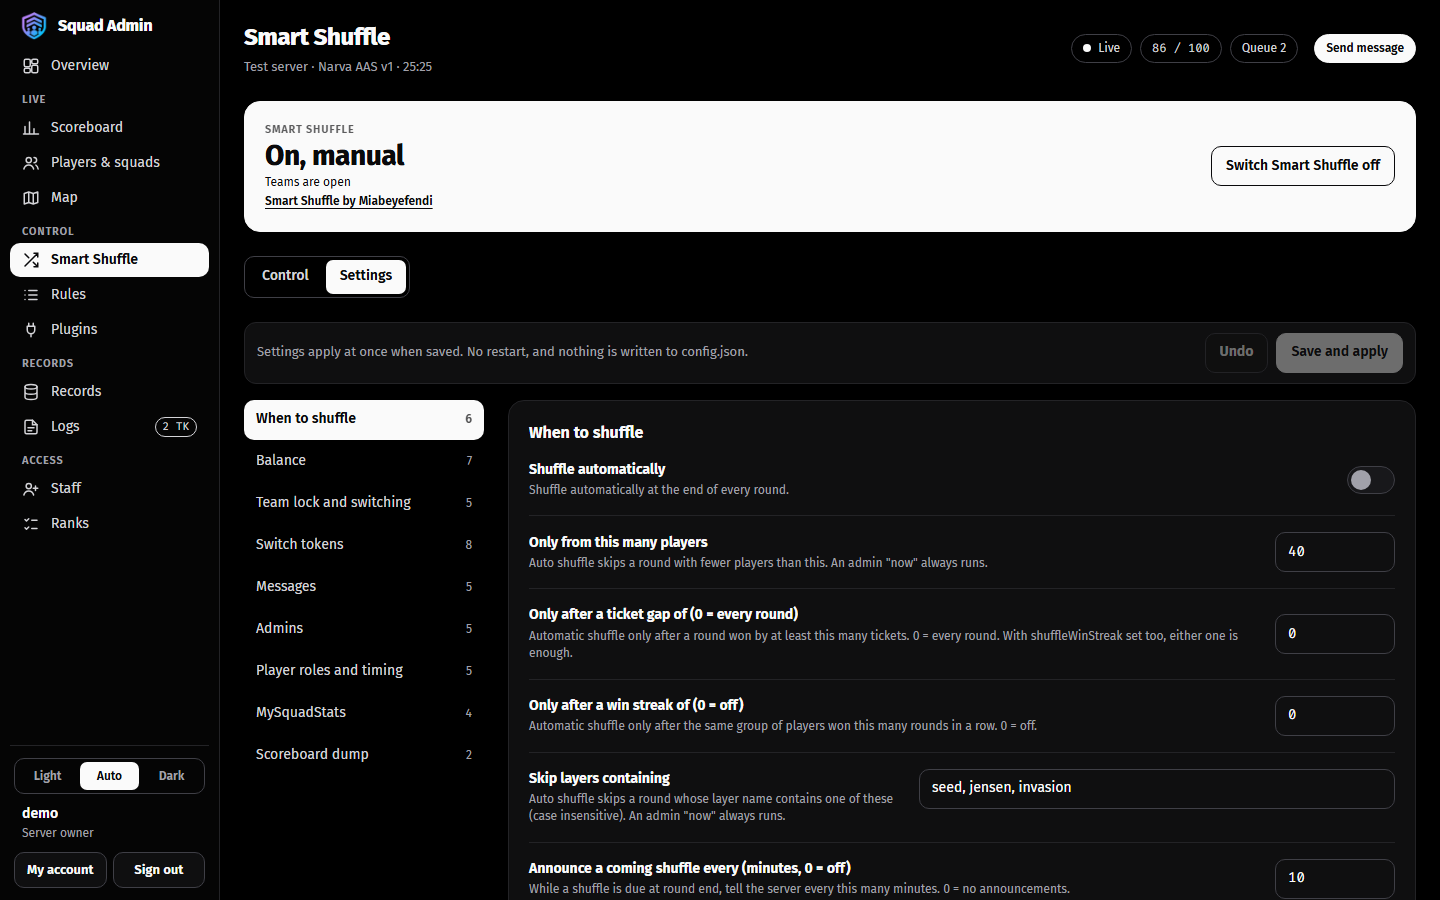 Squad Admin
Overview
LIVE
Scoreboard
Players & squads
Map
CONTROL
Smart Shuffle
Rules
Plugins
RECORDS
Records
Logs
2 TK
ACCESS
Staff
Ranks
Light
Auto
Dark
demo
Server owner
My account
Sign out
Smart Shuffle
Test server · Narva AAS v1 · 25:25
Live
86 / 100
Queue 2
Send message
SMART SHUFFLE
On, manual
Teams are open
Smart Shuffle by Miabeyefendi
Switch Smart Shuffle off
Control
Settings
Settings apply at once when saved. No restart, and nothing is written to config.json.
Undo
Save and apply
When to shuffle 6
Balance 7
Team lock and switching 5
Switch tokens 8
Messages 5
Admins 5
Player roles and timing 5
MySquadStats 4
Scoreboard dump 2
When to shuffle
Shuffle automatically
Shuffle automatically at the end of every round.
Only from this many players
Auto shuffle skips a round with fewer players than this. An admin "now" always runs.
40
Only after a ticket gap of (0 = every round)
Automatic shuffle only after a round won by at least this many tickets. 0 = every round. With shuffleWinStreak set too, either one is
enough.
0
Only after a win streak of (0 = off)
Automatic shuffle only after the same group of players won this many rounds in a row. 0 = off.
0
Skip layers containing
Auto shuffle skips a round whose layer name contains one of these
(case insensitive). An admin "now" always runs.
seed, jensen, invasion
Announce a coming shuffle every (minutes, 0 = off)
While a shuffle is due at round end, tell the server every this many minutes. 0 = no announcements.
10